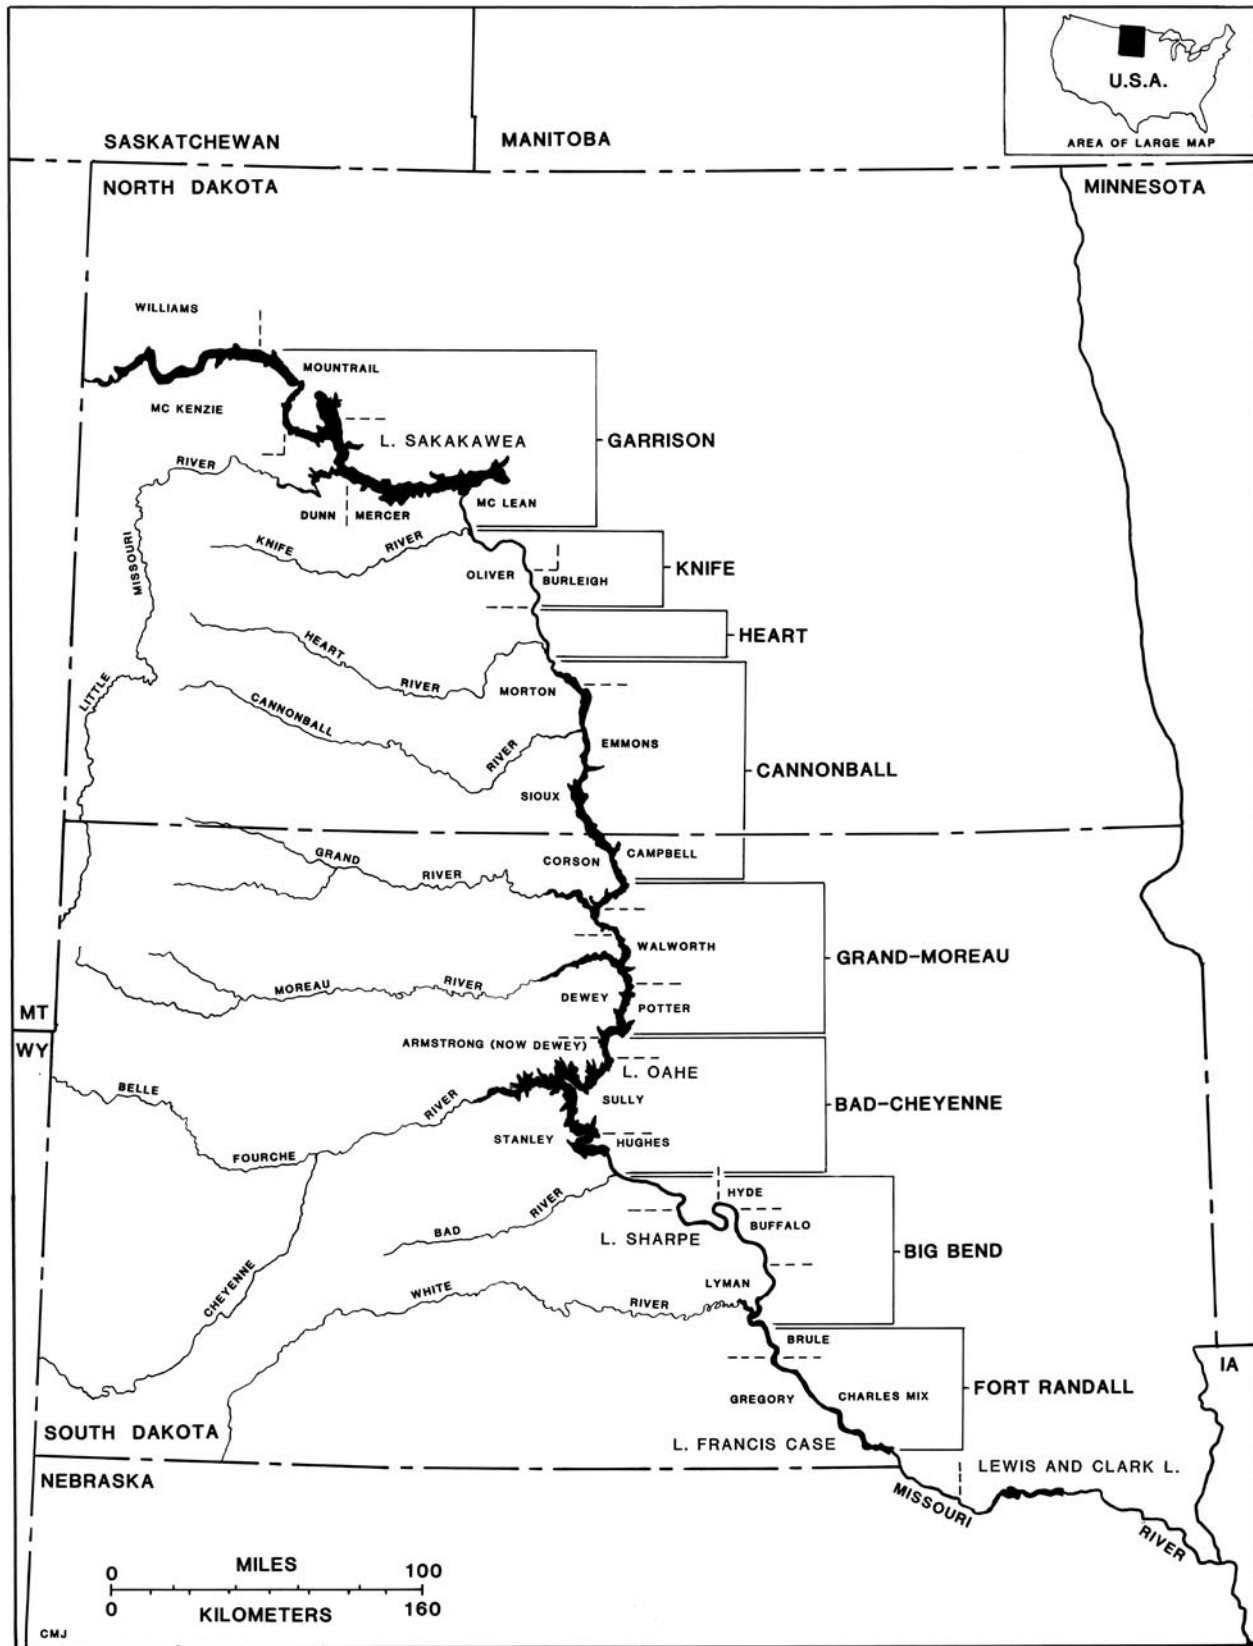 U.S.A.
AREA OF LARGE MAP
SASKATCHEWAN
MANITOBA
NORTH DAKOTA
MINNESOTA
WILLIAMS
MOUNTRAIL
MC KENZIE
L. SAKAKAWEA
GARRISON
RIVER
MC LEAN
DUNN
MERCER
MISSOURI
KNIFE
RIVER
OLIVER
BURLEIGH
KNIFE
HEART
HEART
RIVER
LITTLE
MORTON
CANNONBALL
RIVER
EMMONS
CANNONBALL
SIOUX
GRAND
RIVER
CORSON
CAMPBELL
WALWORTH
GRAND-MOREAU
MOREAU
RIVER
DEWEY
POTTER
MT
WY
ARMSTRONG (NOW DEWEY)
L. OAHE
BELLE
RIVER
SULLY
BAD-CHEYENNE
FOURCHE
STANLEY
HUGHES
HYDE
BAD
RIVER
BUFFALO
L. SHARPE
BIG BEND
CHEYENNE
WHITE
RIVER
LYMAN
BRULE
IA
GREGORY
CHARLES MIX
FORT RANDALL
SOUTH DAKOTA
L. FRANCIS CASE
NEBRASKA
LEWIS AND CLARK L.
MISSOURI
RIVER
MILES
0 100
0 160
KILOMETERS
CMJ